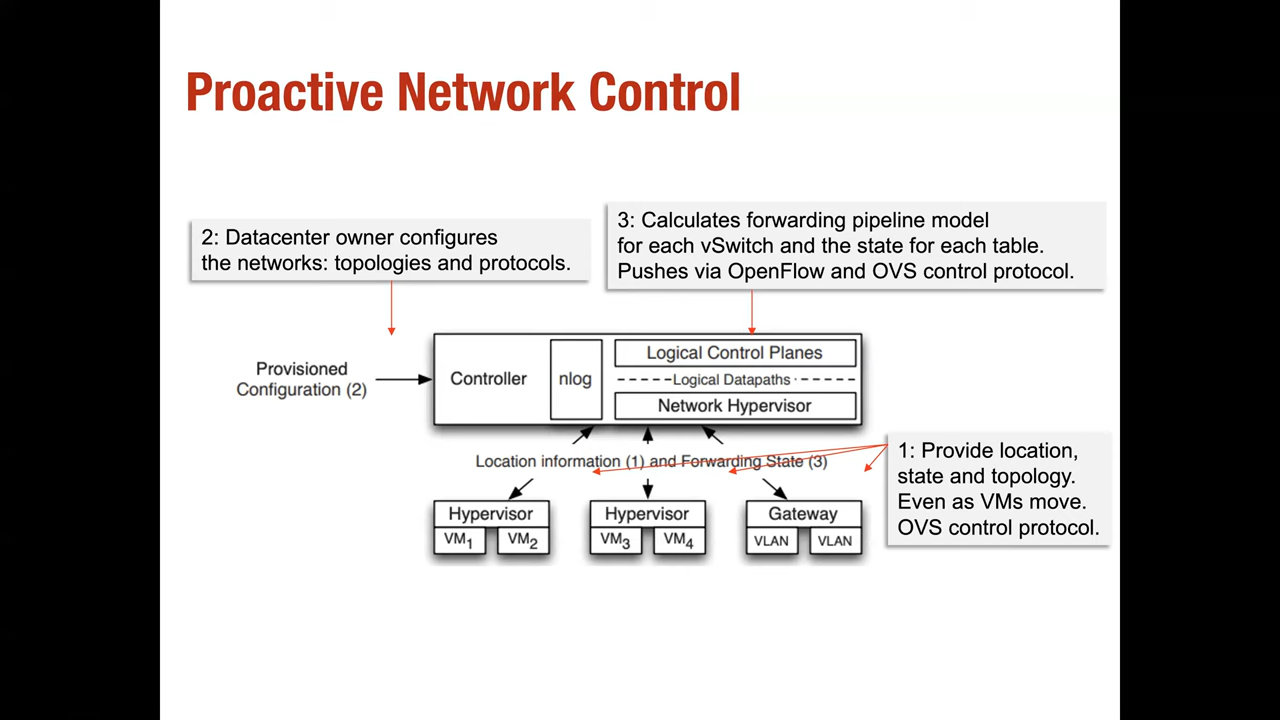 Proactive Network Control
2: Datacenter owner configures
the networks: topologies and protocols.
3: Calculates forwarding pipeline model
for each vSwitch and the state for each table.
Pushes via OpenFlow and OVS control protocol.
Provisioned
Configuration (2)
Controller
nlog
Logical Control Planes
Logical Datapaths
Network Hypervisor
Location information (1) and Forwarding State (3)
1: Provide location,
state and topology.
Even as VMs move.
OVS control protocol.
Hypervisor
VM1 VM2
Hypervisor
VM3 VM4
Gateway
VLAN VLAN